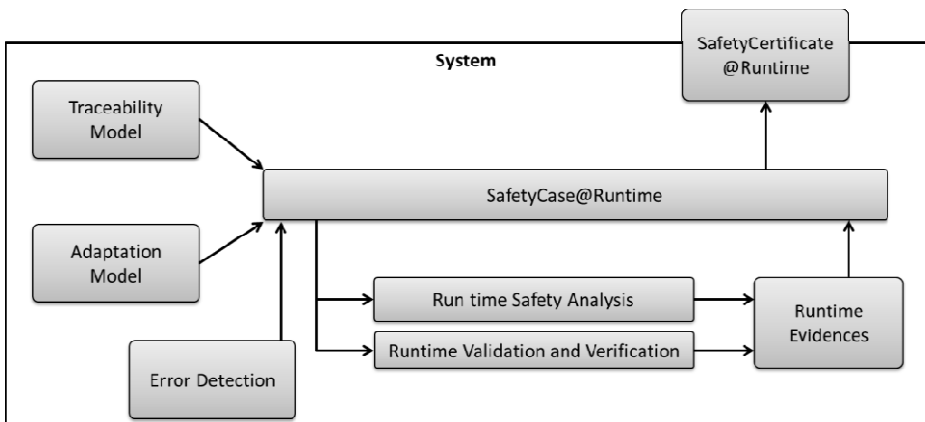 System
SafetyCertificate
@Runtime
Traceability
Model
SafetyCase@Runtime
Adaptation
Model
Run time Safety Analysis
Runtime
Evidences
Runtime Validation and Verification
Error Detection